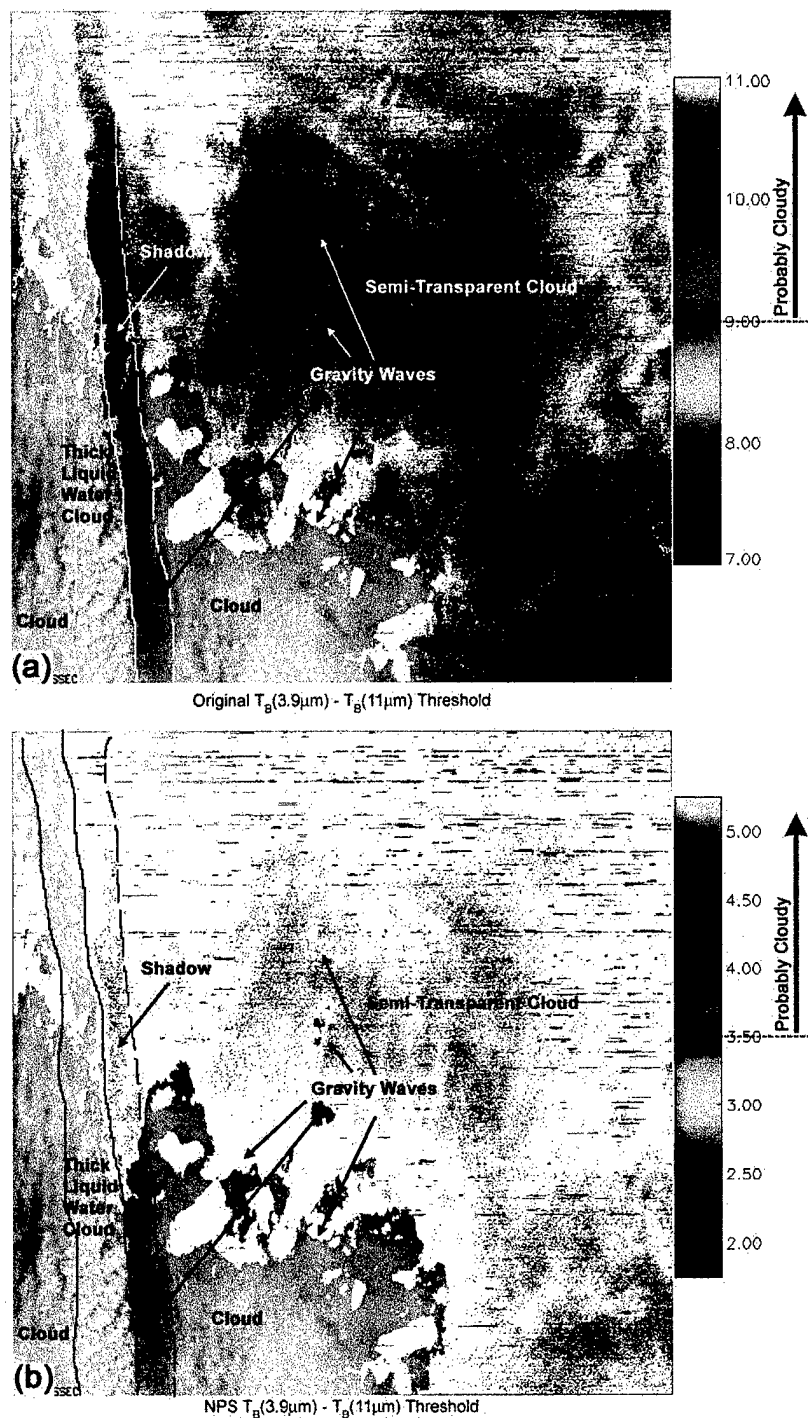 11.00
10.00
9.00
8.00
7.00
Probably Cloudy
Shadow
Semi-Transparent Cloud
Gravity Waves
Thick
Liquid
Water
Cloud
Cloud
Cloud
(a)
SSEC
Original T_B(3.9μm) - T_B(11μm) Threshold
5.00
4.50
4.00
3.50
3.00
2.50
2.00
Probably Cloudy
Shadow
Semi-Transparent Cloud
Gravity Waves
Thick
Liquid
Water
Cloud
Cloud
Cloud
(b)
SSEC
NPS T_B(3.9μm) - T_B(11μm) Threshold